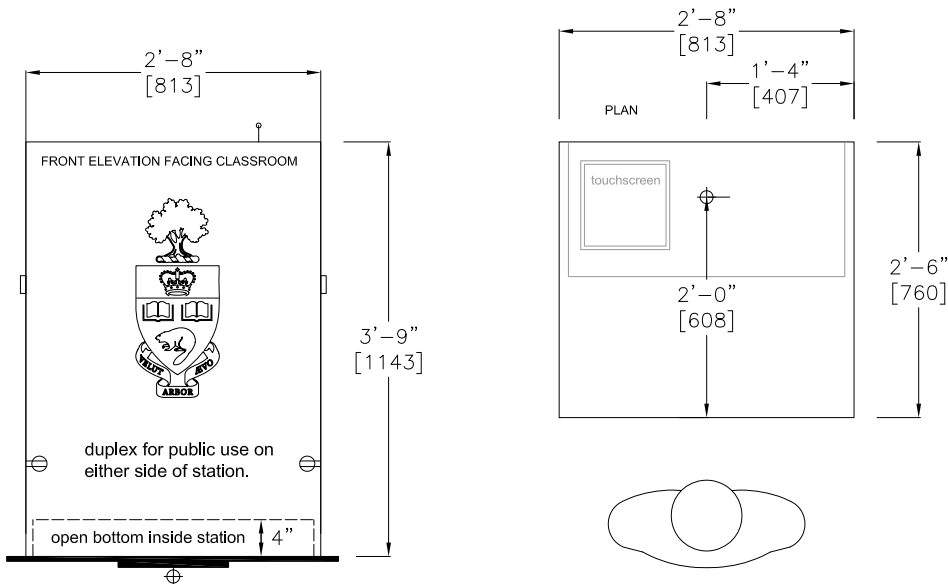 2'-8"
[813]
FRONT ELEVATION FACING CLASSROOM
VELUT
ARBOR
ÆVO
3'-9"
[1143]
duplex for public use on
either side of station.
open bottom inside station
4"
2'-8"
[813]
1'-4"
[407]
PLAN
touchscreen
2'-0"
[608]
2'-6"
[760]